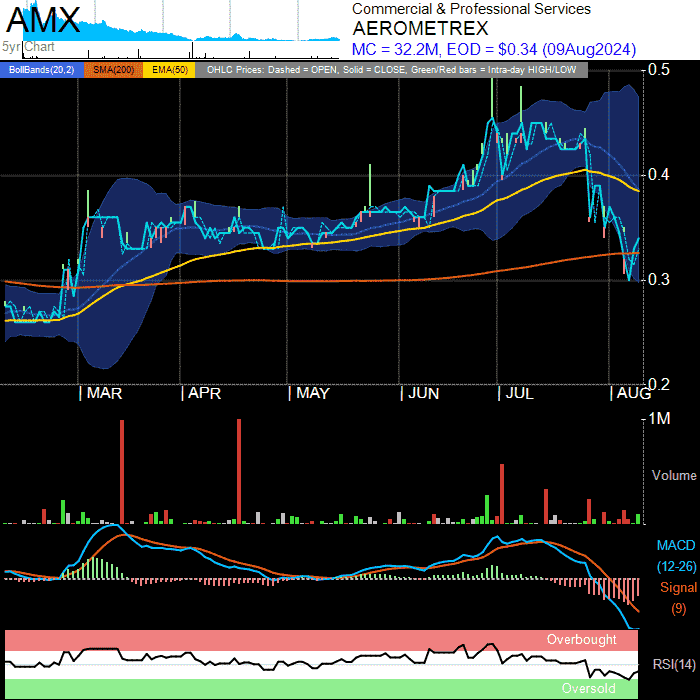 AMX
5yr Chart
Commercial & Professional Services
AEROMETREX
MC = 32.2M, EOD = $0.34 (09Aug2024)
BollBands(20,2) SMA(200) EMA(50) OHLC Prices: Dashed = OPEN, Solid = CLOSE, Green/Red bars = Intra-day HIGH/LOW
0.5
0.4
0.3
0.2
| MAR | APR | MAY | JUN | JUL | AUG
1M
Volume
MACD
(12-26)
Signal
(9)
Overbought
RSI(14)
Oversold